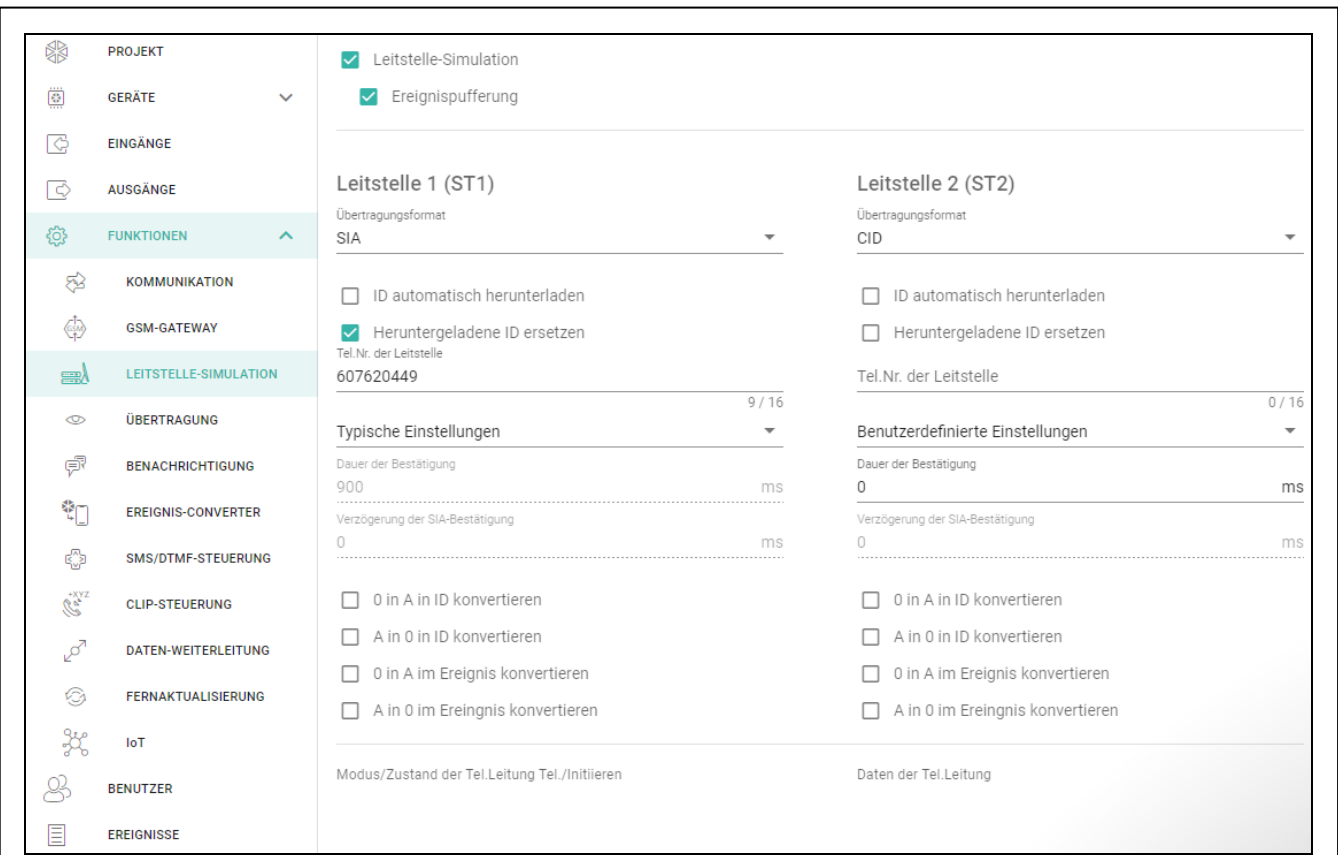 PROJEKT
GERÄTE
EINGÄNGE
AUSGÄNGE
FUNKTIONEN
KOMMUNIKATION
GSM
GSM-GATEWAY
LEITSTELLE-SIMULATION
ÜBERTRAGUNG
BENACHRICHTIGUNG
EREIGNIS-CONVERTER
SMS/DTMF-STEUERUNG
+XYZ
CLIP-STEUERUNG
DATEN-WEITERLEITUNG
FERNAKTUALISIERUNG
IoT
BENUTZER
EREIGNISSE
Leitstelle-Simulation
Ereignispufferung
Leitstelle 1 (ST1)
Übertragungsformat
SIA
ID automatisch herunterladen
Heruntergeladene ID ersetzen
Tel.Nr. der Leitstelle
607620449
9 / 16
Typische Einstellungen
Dauer der Bestätigung
900 ms
Verzögerung der SIA-Bestätigung
0 ms
0 in A in ID konvertieren
A in 0 in ID konvertieren
0 in A im Ereignis konvertieren
A in 0 im Ereingnis konvertieren
Modus/Zustand der Tel.Leitung Tel./Initiieren
Leitstelle 2 (ST2)
Übertragungsformat
CID
ID automatisch herunterladen
Heruntergeladene ID ersetzen
Tel.Nr. der Leitstelle
0 / 16
Benutzerdefinierte Einstellungen
Dauer der Bestätigung
0 ms
Verzögerung der SIA-Bestätigung
0 ms
0 in A in ID konvertieren
A in 0 in ID konvertieren
0 in A im Ereignis konvertieren
A in 0 im Ereingnis konvertieren
Daten der Tel.Leitung